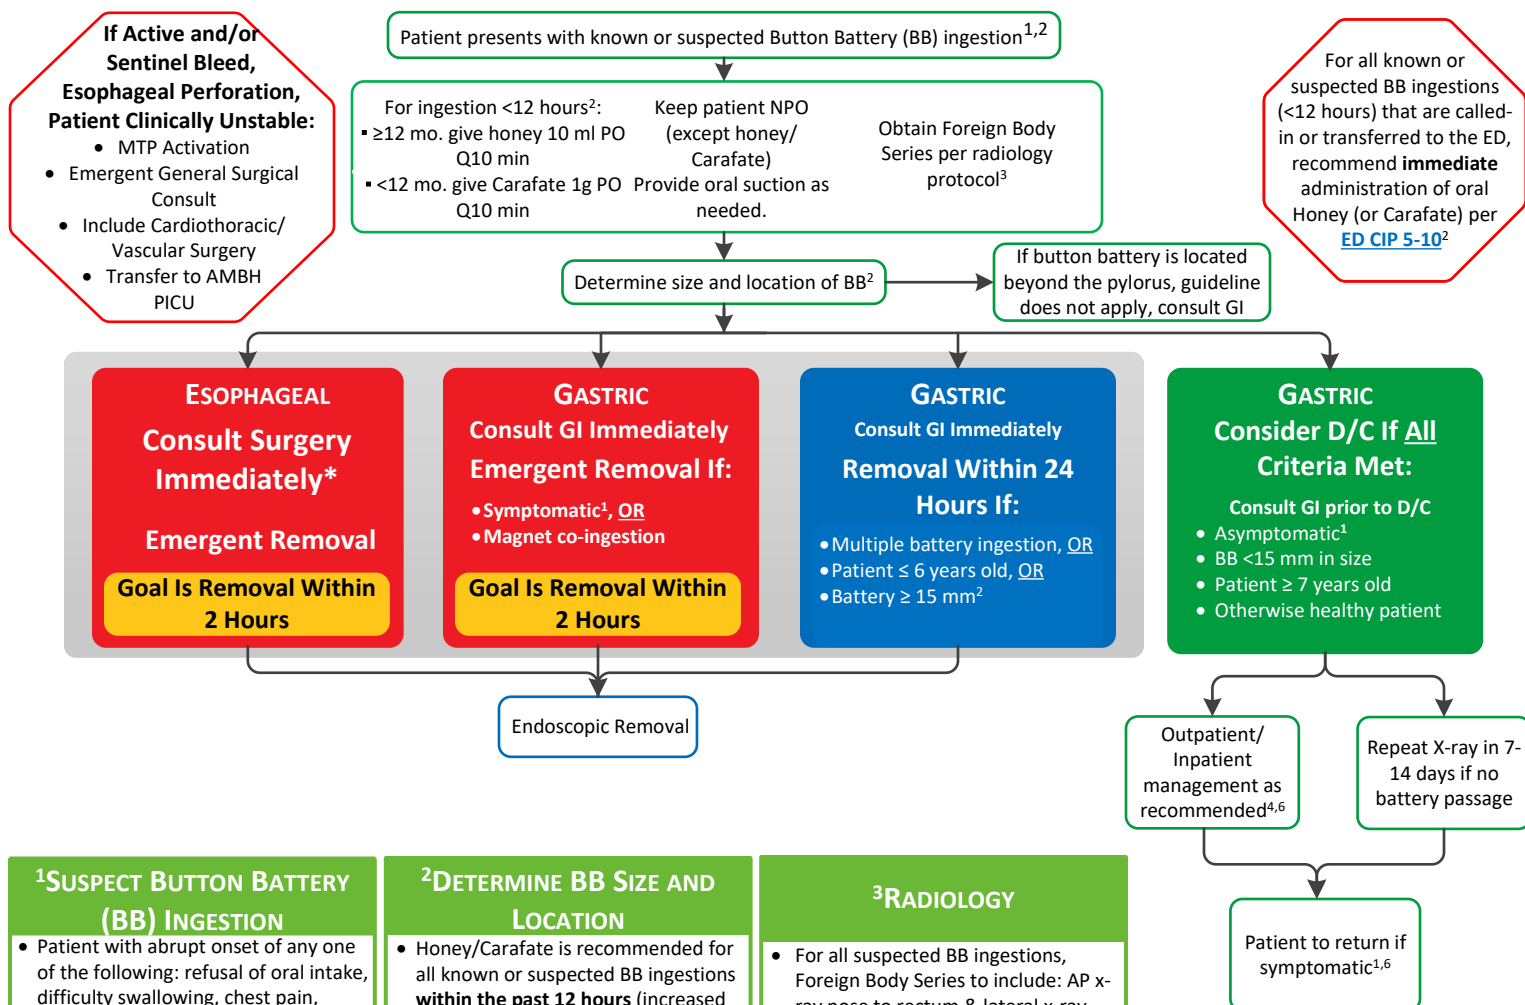 If Active and/or
Sentinel Bleed,
Esophageal Perforation,
Patient Clinically Unstable:
• MTP Activation
• Emergent General Surgical
Consult
• Include Cardiothoracic/
Vascular Surgery
• Transfer to AMBH
PICU
Patient presents with known or suspected Button Battery (BB) ingestion1,2
For ingestion <12 hours2:
▪ ≥12 mo. give honey 10 ml PO
Q10 min
▪ <12 mo. give Carafate 1g PO
Q10 min
Keep patient NPO
(except honey/
Carafate)
Provide oral suction as
needed.
Obtain Foreign Body
Series per radiology
protocol3
For all known or
suspected BB ingestions
(<12 hours) that are called-
in or transferred to the ED,
recommend immediate
administration of oral
Honey (or Carafate) per
ED CIP 5-102
Determine size and location of BB2
If button battery is located
beyond the pylorus, guideline
does not apply, consult GI
ESOPHAGEAL
Consult Surgery
Immediately*
Emergent Removal
Goal Is Removal Within
2 Hours
GASTRIC
Consult GI Immediately
Emergent Removal If:
• Symptomatic1, OR
• Magnet co-ingestion
Goal Is Removal Within
2 Hours
GASTRIC
Consult GI Immediately
Removal Within 24
Hours If:
• Multiple battery ingestion, OR
• Patient ≤ 6 years old, OR
• Battery ≥ 15 mm2
GASTRIC
Consider D/C If All
Criteria Met:
Consult GI prior to D/C
• Asymptomatic1
• BB <15 mm in size
• Patient ≥ 7 years old
• Otherwise healthy patient
Endoscopic Removal
Outpatient/
Inpatient
management as
recommended4,6
Repeat X-ray in 7-
14 days if no
battery passage
Patient to return if
symptomatic1,6
1SUSPECT BUTTON BATTERY
(BB) INGESTION
• Patient with abrupt onset of any one
of the following: refusal of oral intake,
difficulty swallowing, chest pain,
2DETERMINE BB SIZE AND
LOCATION
• Honey/Carafate is recommended for
all known or suspected BB ingestions
within the past 12 hours (increased
3RADIOLOGY
• For all suspected BB ingestions,
Foreign Body Series to include: AP x-
ray nose to rectum & lateral x-ray